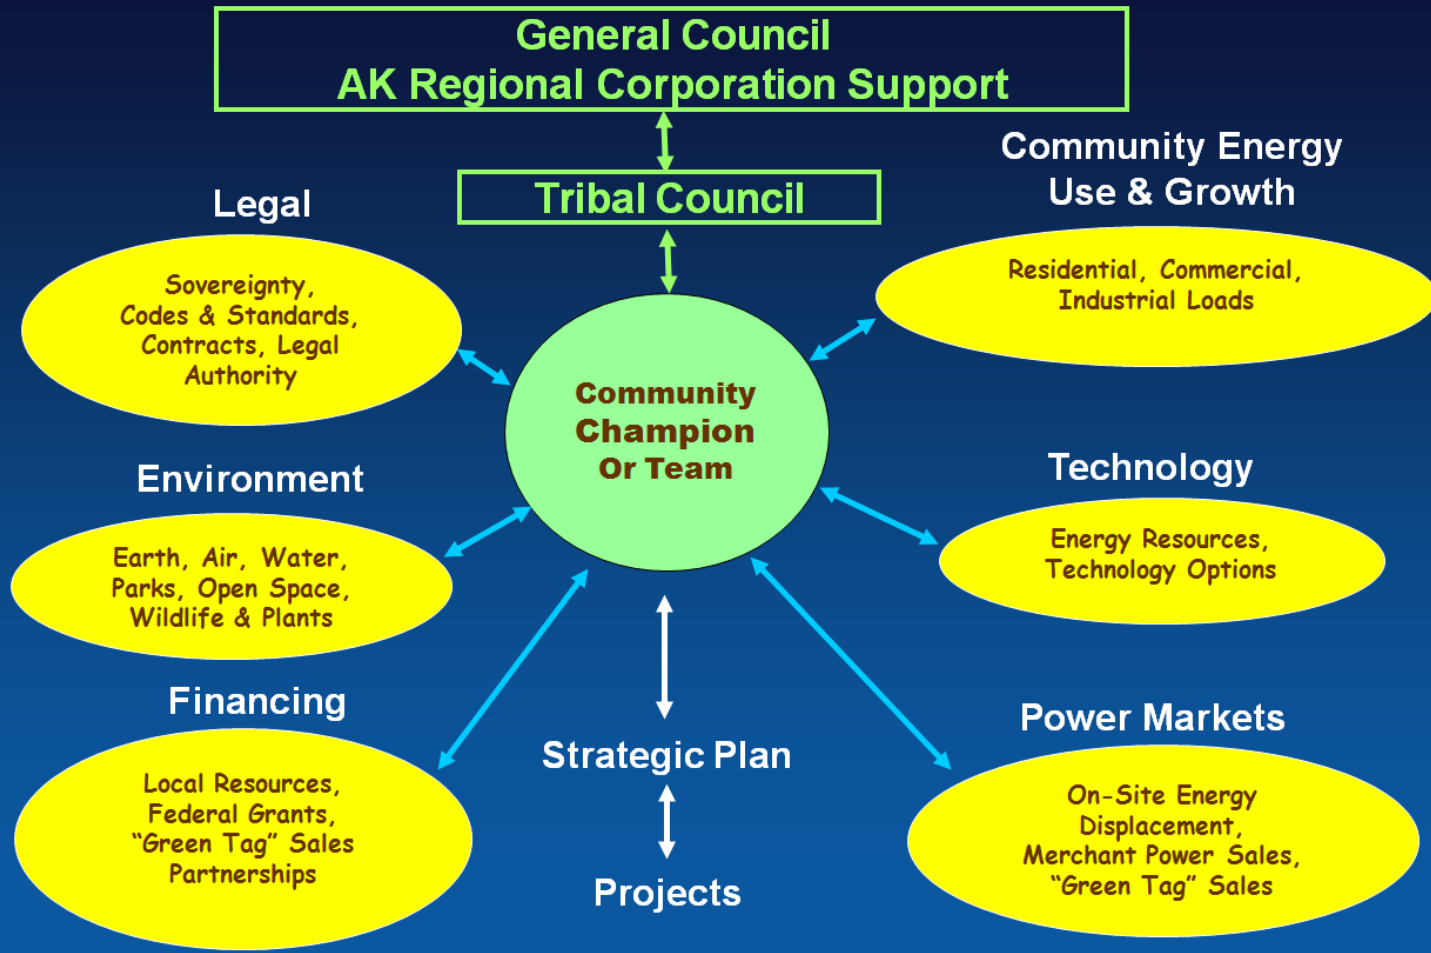 General Council
AK Regional Corporation Support
Tribal Council
Legal
Sovereignty,
Codes & Standards,
Contracts, Legal
Authority
Community Energy
Use & Growth
Residential, Commercial,
Industrial Loads
Community
Champion
Or Team
Environment
Earth, Air, Water,
Parks, Open Space,
Wildlife & Plants
Technology
Energy Resources,
Technology Options
Financing
Local Resources,
Federal Grants,
“Green Tag” Sales
Partnerships
Strategic Plan
Projects
Power Markets
On-Site Energy
Displacement,
Merchant Power Sales,
“Green Tag” Sales